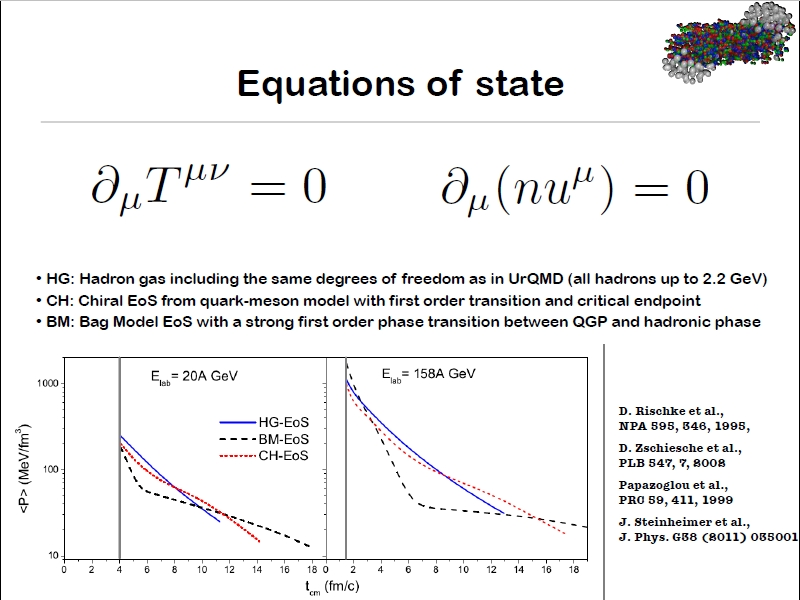 Equations of state
∂_μ T^{μν} = 0
∂_μ (nu^μ) = 0
• HG: Hadron gas including the same degrees of freedom as in UrQMD (all hadrons up to 2.2 GeV)
• CH: Chiral EoS from quark-meson model with first order transition and critical endpoint
• BM: Bag Model EoS with a strong first order phase transition between QGP and hadronic phase
E_lab= 20A GeV
E_lab= 158A GeV
HG-EoS
BM-EoS
CH-EoS
<P> (MeV/fm³)
1000
100
10
0 2 4 6 8 10 12 14 16 18 0 2 4 6 8 10 12 14 16 18
t_cm (fm/c)
D. Rischke et al.,
NPA 595, 346, 1995,
D. Zschiesche et al.,
PLB 547, 7, 2002
Papazoglou et al.,
PRC 59, 411, 1999
J. Steinheimer et al.,
J. Phys. G38 (2011) 035001